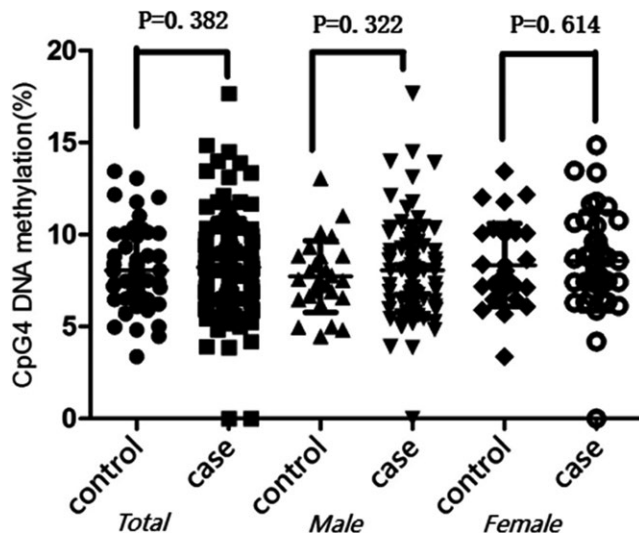 P=0.382 P=0.322 P=0.614
CpG4 DNA methylation(%)
20
15
10
5
0
control case control case control case
Total Male Female